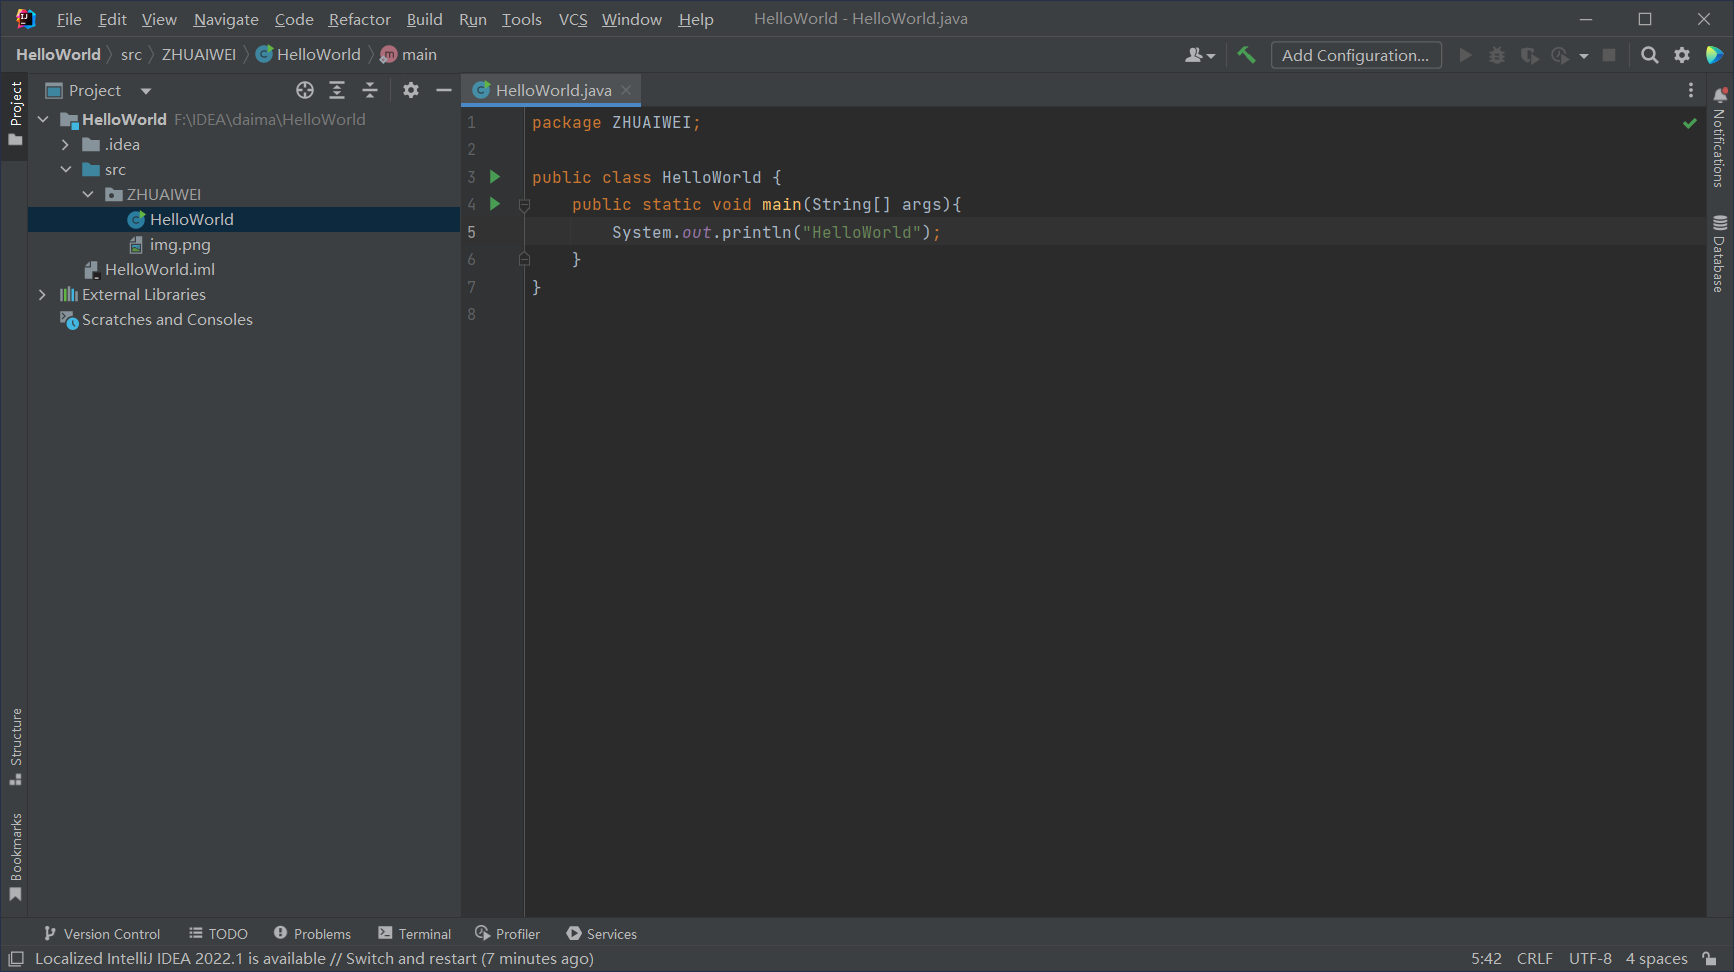 File Edit View Navigate Code Refactor Build Run Tools VCS Window Help HelloWorld - HelloWorld.java
HelloWorld src ZHUAIWEI HelloWorld main Add Configuration...
Project
HelloWorld.java
Project
HelloWorld F:\IDEA\daima\HelloWorld
.idea
src
ZHUAIWEI
HelloWorld
img.png
HelloWorld.iml
External Libraries
Scratches and Consoles
1 package ZHUAIWEI;
2
3 public class HelloWorld {
4 public static void main(String[] args){
5 System.out.println("HelloWorld");
6 }
7 }
8
Notifications
Database
Structure
Bookmarks
Version Control TODO Problems Terminal Profiler Services
Localized IntelliJ IDEA 2022.1 is available // Switch and restart (7 minutes ago) 5:42 CRLF UTF-8 4 spaces